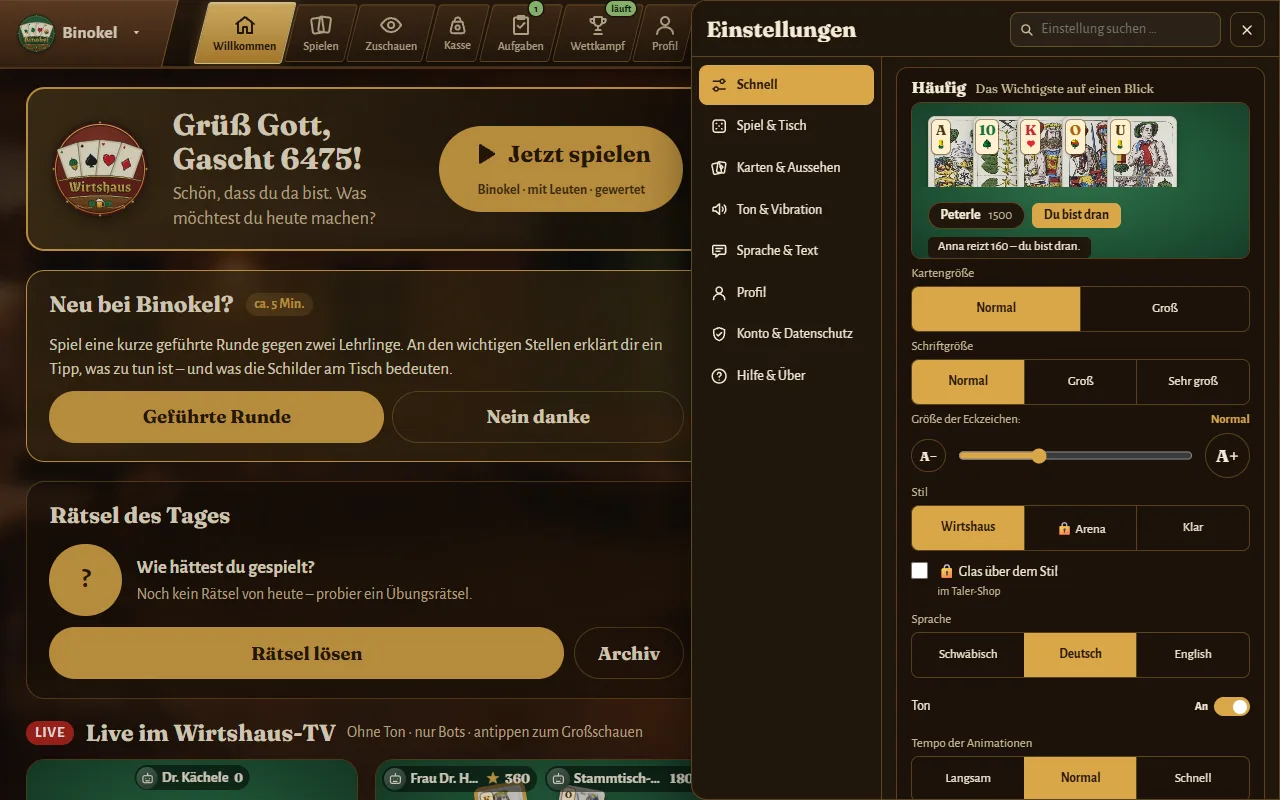 Binokel
Willkommen
Spielen
Zuschauen
Kasse
1
Aufgaben
läuft
Wettkampf
Profil
Wirtshaus
Grüß Gott,
Gascht 6475!
Schön, dass du da bist. Was
möchtest du heute machen?
Jetzt spielen
Binokel · mit Leuten · gewertet
Neu bei Binokel?
ca. 5 Min.
Spiel eine kurze geführte Runde gegen zwei Lehrlinge. An den wichtigen Stellen erklärt dir ein
Tipp, was zu tun ist – und was die Schilder am Tisch bedeuten.
Geführte Runde
Nein danke
Rätsel des Tages
?
Wie hättest du gespielt?
Noch kein Rätsel von heute – probier ein Übungsrätsel.
Rätsel lösen
Archiv
LIVE
Live im Wirtshaus-TV
Ohne Ton · nur Bots · antippen zum Großschauen
Dr. Kächele 0
Frau Dr. H... ★ 360
Stammtisch-... 180
Einstellungen
Einstellung suchen ...
Schnell
Spiel & Tisch
Karten & Aussehen
Ton & Vibration
Sprache & Text
Profil
Konto & Datenschutz
Hilfe & Über
Häufig Das Wichtigste auf einen Blick
A 10 K O U
Peterle 1500
Du bist dran
Anna reizt 160 – du bist dran.
Kartengröße
Normal
Groß
Schriftgröße
Normal
Groß
Sehr groß
Größe der Eckzeichen:
Normal
A−
A+
Stil
Wirtshaus
Arena
Klar
Glas über dem Stil
im Taler-Shop
Sprache
Schwäbisch
Deutsch
English
Ton
An
Tempo der Animationen
Langsam
Normal
Schnell